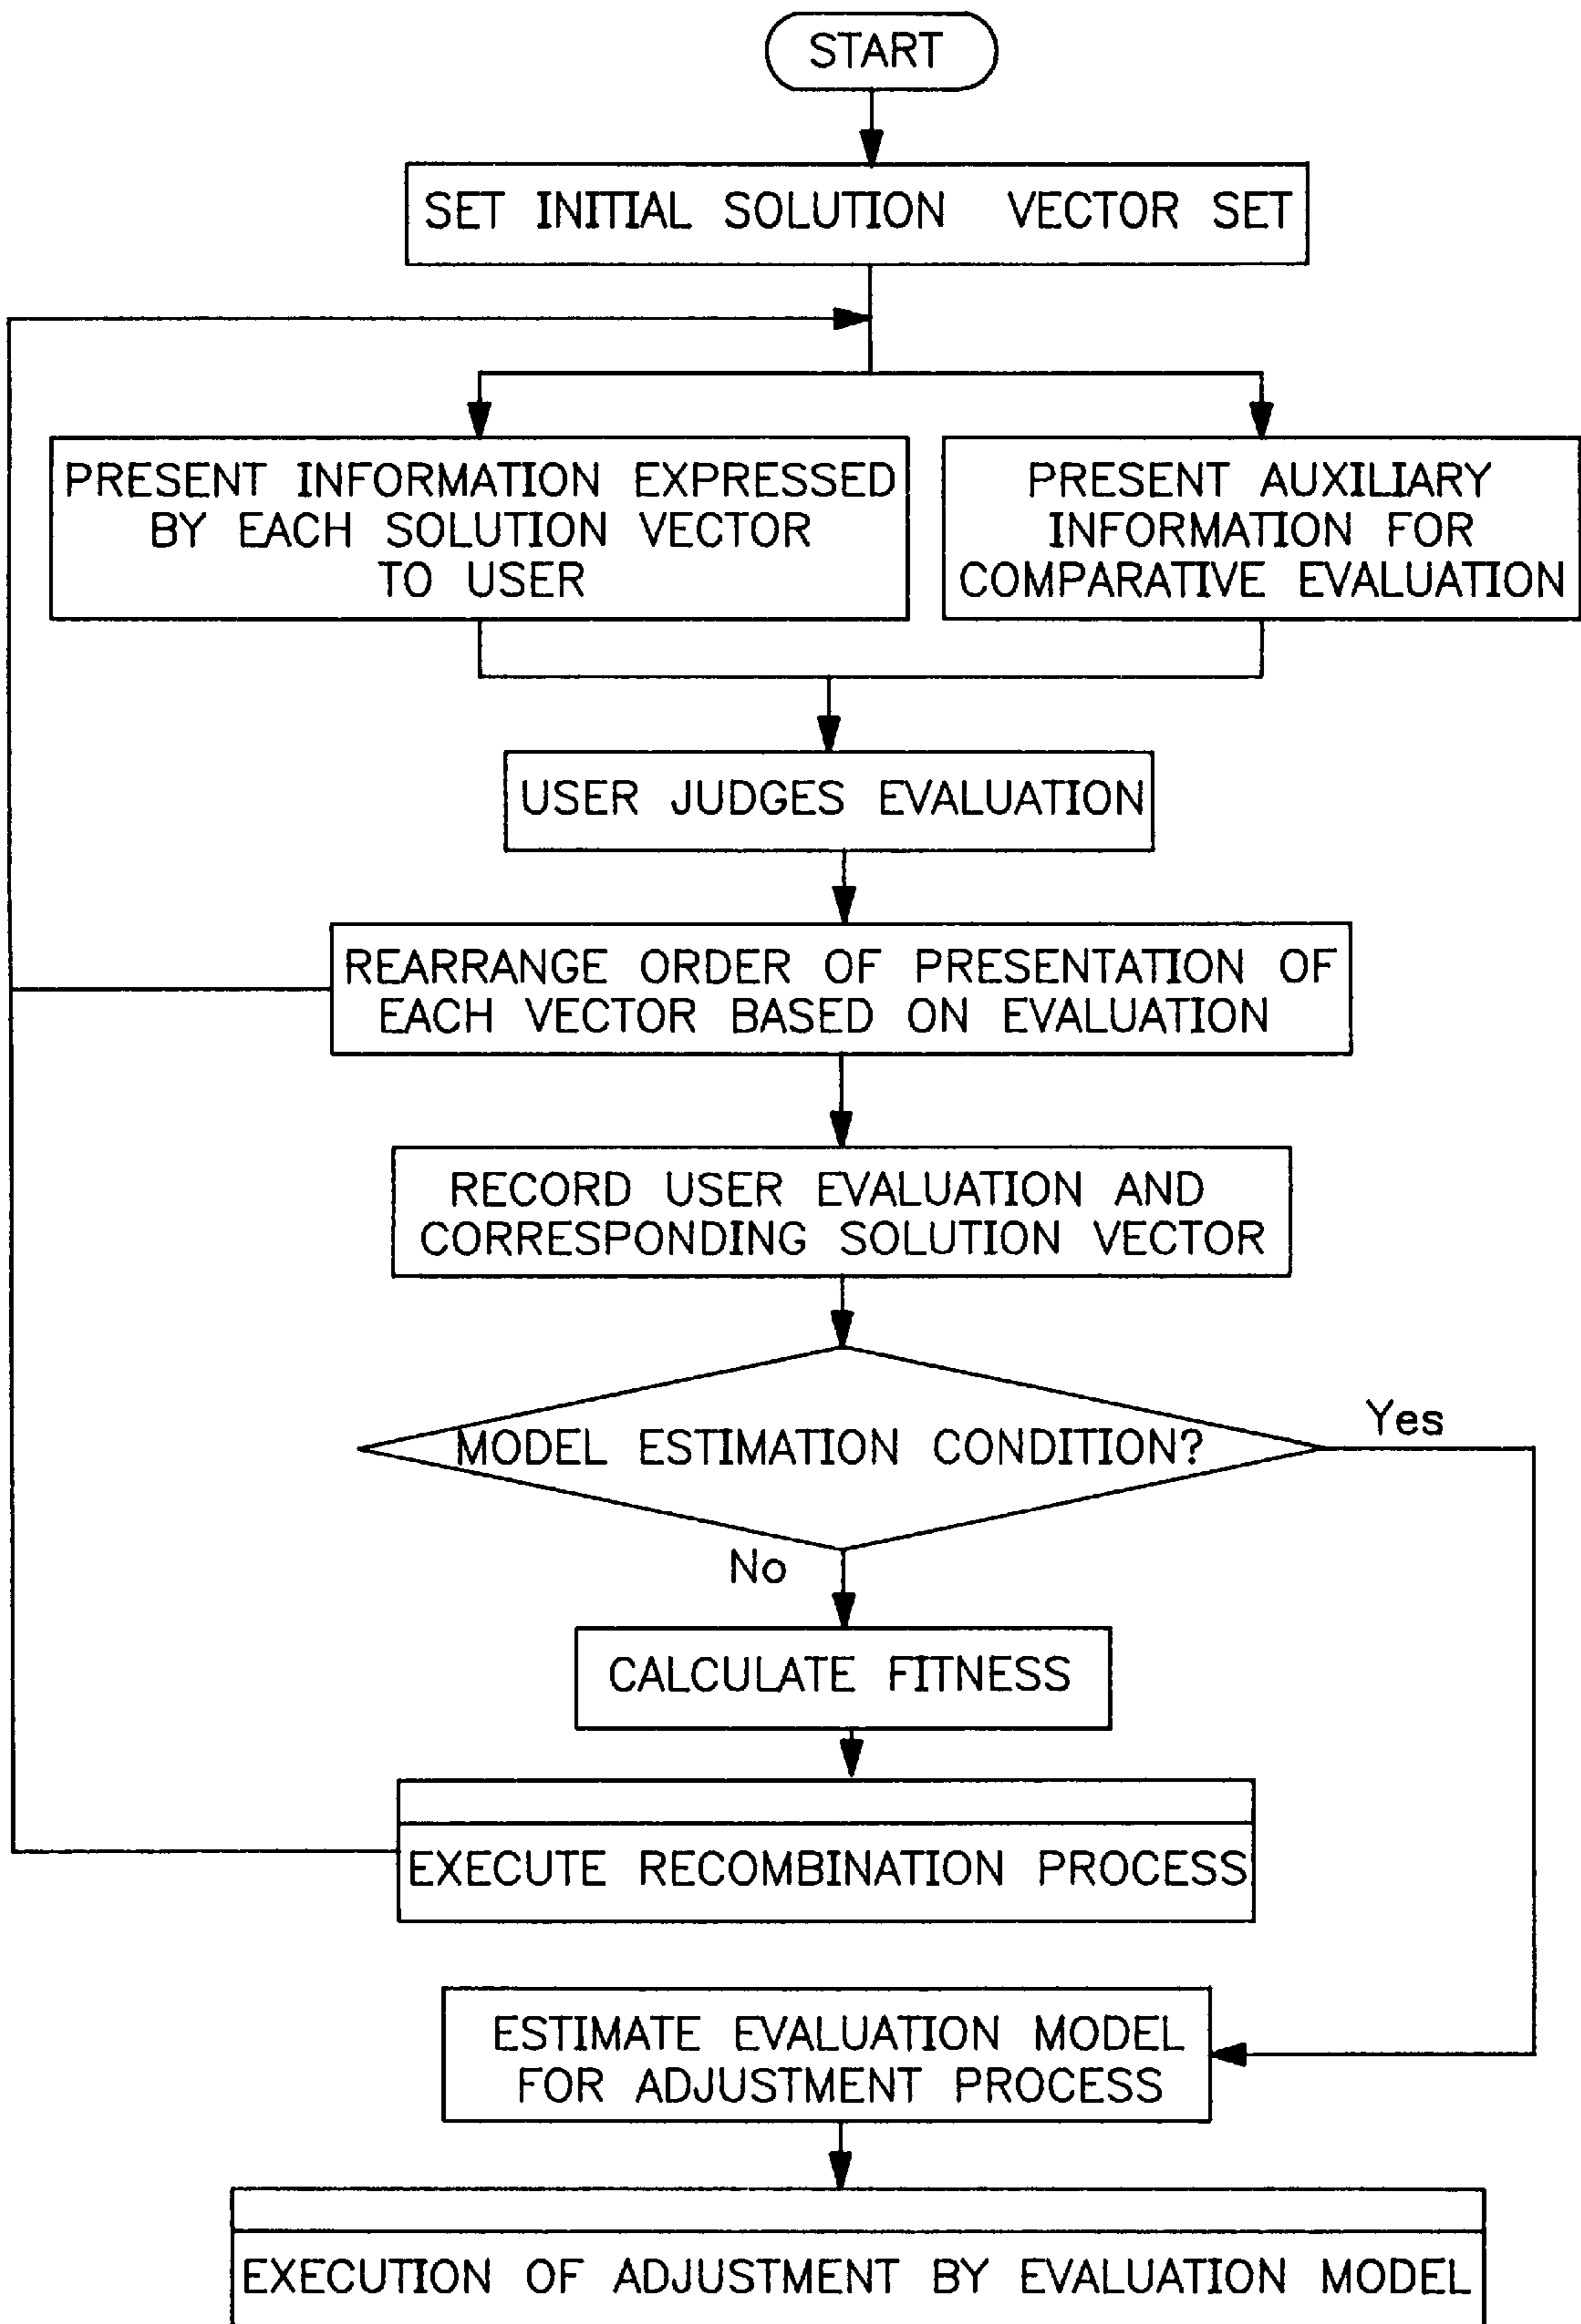 START
SET INITIAL SOLUTION VECTOR SET
PRESENT INFORMATION EXPRESSED
BY EACH SOLUTION VECTOR
TO USER
PRESENT AUXILIARY
INFORMATION FOR
COMPARATIVE EVALUATION
USER JUDGES EVALUATION
REARRANGE ORDER OF PRESENTATION OF
EACH VECTOR BASED ON EVALUATION
RECORD USER EVALUATION AND
CORRESPONDING SOLUTION VECTOR
MODEL ESTIMATION CONDITION?
Yes
No
CALCULATE FITNESS
EXECUTE RECOMBINATION PROCESS
ESTIMATE EVALUATION MODEL
FOR ADJUSTMENT PROCESS
EXECUTION OF ADJUSTMENT BY EVALUATION MODEL